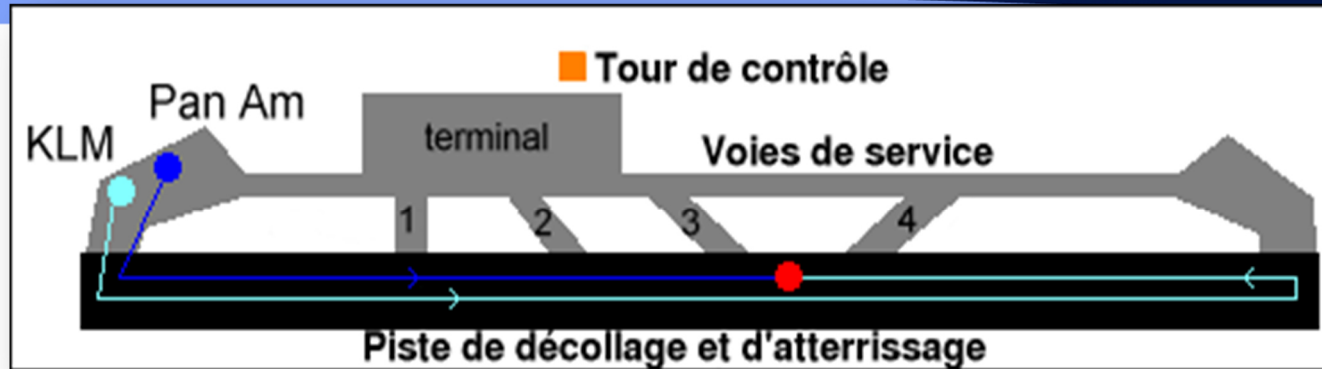 Tour de contrôle
Pan Am
KLM
terminal
Voies de service
1
2
3
4
Piste de décollage et d'atterrissage